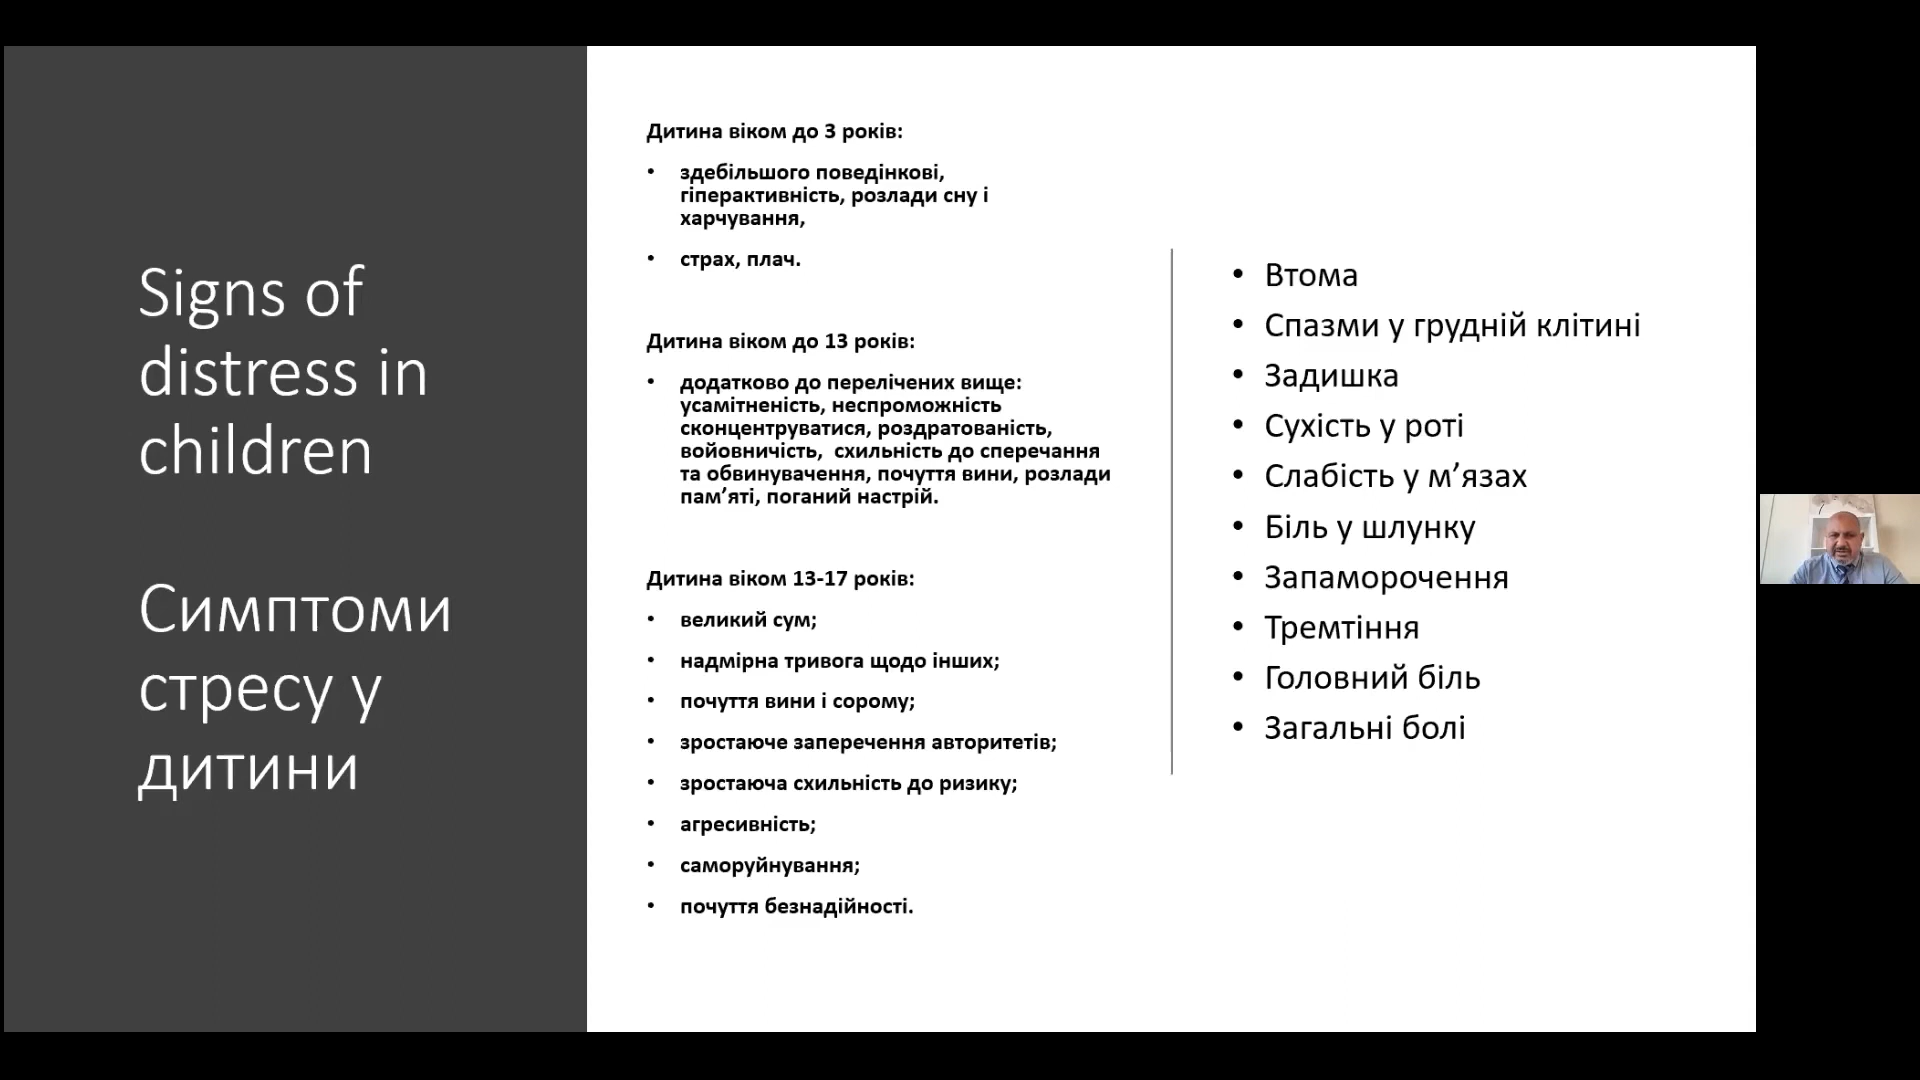 Signs of
distress in
children
Симптоми
стресу у
дитини
Дитина віком до 3 років:
• здебільшого поведінкові,
гіперактивність, розлади сну і
харчування,
• страх, плач.
Дитина віком до 13 років:
• додатково до перелічених вище:
усамітненість, неспроможність
сконцентруватися, роздратованість,
войовничість,  схильність до сперечання
та обвинувачення, почуття вини, розлади
пам’яті, поганий настрій.
Дитина віком 13-17 років:
• великий сум;
• надмірна тривога щодо інших;
• почуття вини і сорому;
• зростаюче заперечення авторитетів;
• зростаюча схильність до ризику;
• агресивність;
• саморуйнування;
• почуття безнадійності.
• Втома
• Спазми у грудній клітині
• Задишка
• Сухість у роті
• Слабість у м’язах
• Біль у шлунку
• Запаморочення
• Тремтіння
• Головний біль
• Загальні болі